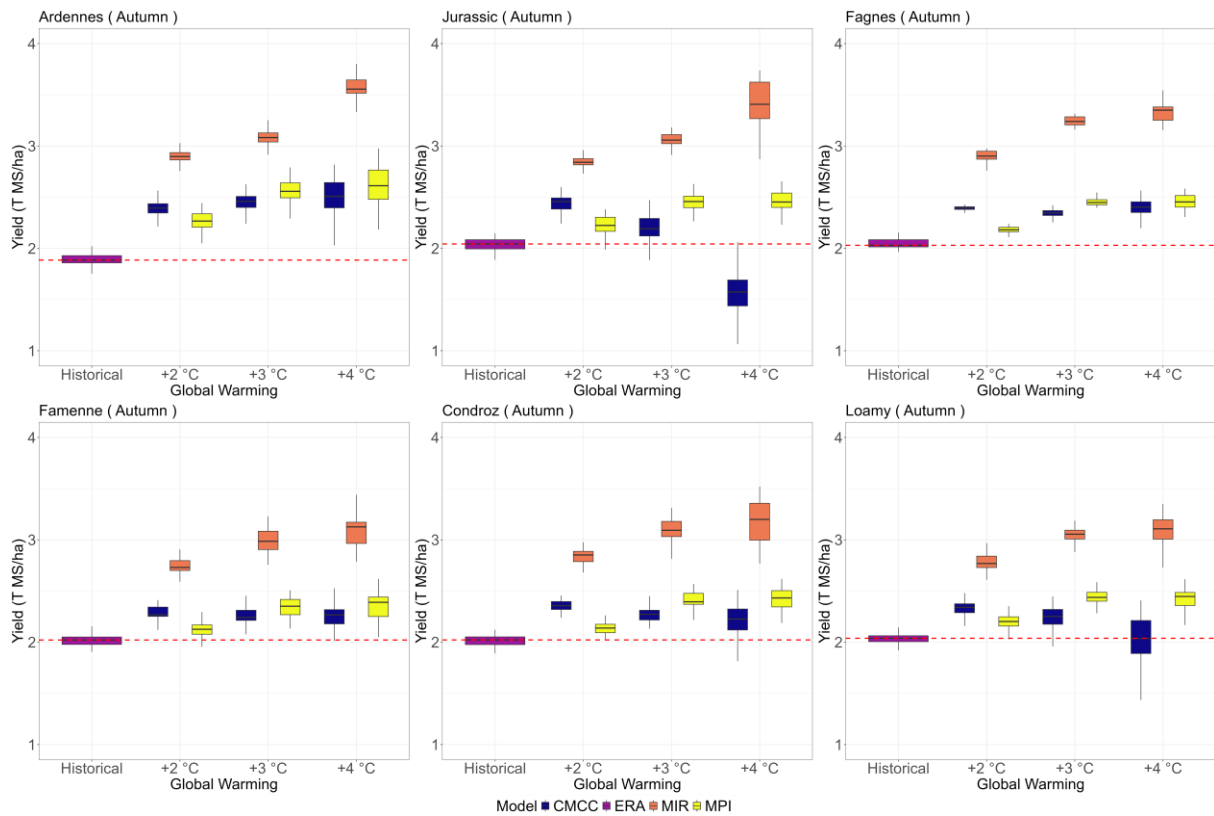 Ardennes ( Autumn )
Jurassic ( Autumn )
Fagnes ( Autumn )
Yield (T MS/ha)
4
3
2
1
Yield (T MS/ha)
4
3
2
1
Yield (T MS/ha)
4
3
2
1
Historical +2 °C +3 °C +4 °C
Historical +2 °C +3 °C +4 °C
Historical +2 °C +3 °C +4 °C
Global Warming
Global Warming
Global Warming
Famenne ( Autumn )
Condroz ( Autumn )
Loamy ( Autumn )
Yield (T MS/ha)
4
3
2
1
Yield (T MS/ha)
4
3
2
1
Yield (T MS/ha)
4
3
2
1
Historical +2 °C +3 °C +4 °C
Historical +2 °C +3 °C +4 °C
Historical +2 °C +3 °C +4 °C
Global Warming
Global Warming
Global Warming
Model CMCC ERA MIR MPI